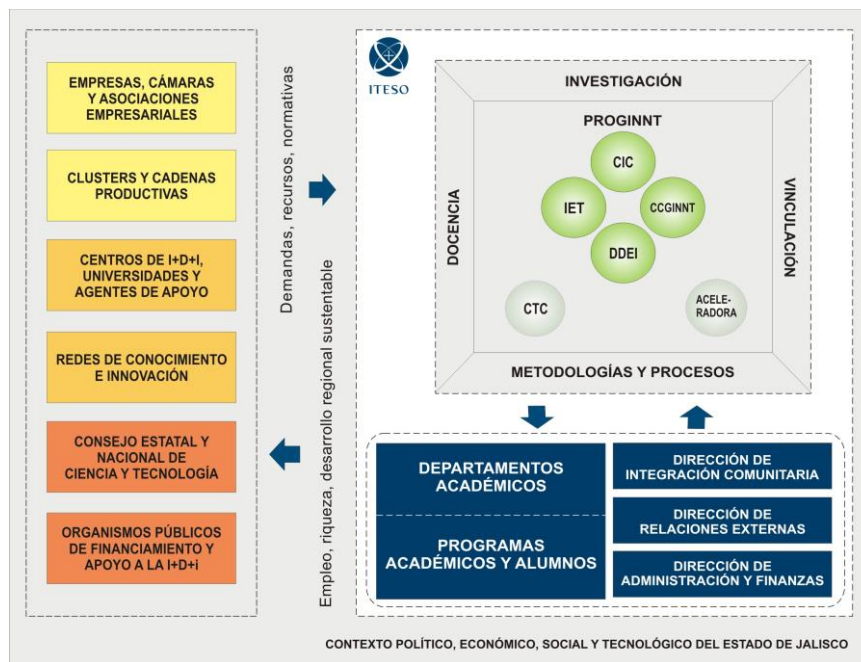 EMPRESAS, CÁMARAS
Y ASOCIACIONES
EMPRESARIALES
CLUSTERS Y CADENAS
PRODUCTIVAS
CENTROS DE I+D+I,
UNIVERSIDADES Y
AGENTES DE APOYO
REDES DE CONOCIMIENTO
E INNOVACIÓN
CONSEJO ESTATAL Y
NACIONAL DE
CIENCIA Y TECNOLOGÍA
ORGANISMOS PÚBLICOS
DE FINANCIAMIENTO Y
APOYO A LA I+D+i
Demandas, recursos, normativas
Empleo, riqueza, desarrollo regional sustentable
ITESO
INVESTIGACIÓN
DOCENCIA
VINCULACIÓN
METODOLOGÍAS Y PROCESOS
PROGINNT
CIC
IET
CCGINNT
DDEI
CTC
ACELE-
RADORA
DEPARTAMENTOS
ACADÉMICOS
PROGRAMAS
ACADÉMICOS Y ALUMNOS
DIRECCIÓN DE
INTEGRACIÓN COMUNITARIA
DIRECCIÓN DE
RELACIONES EXTERNAS
DIRECCIÓN DE
ADMINISTRACIÓN Y FINANZAS
CONTEXTO POLÍTICO, ECONÓMICO, SOCIAL Y TECNOLÓGICO DEL ESTADO DE JALISCO